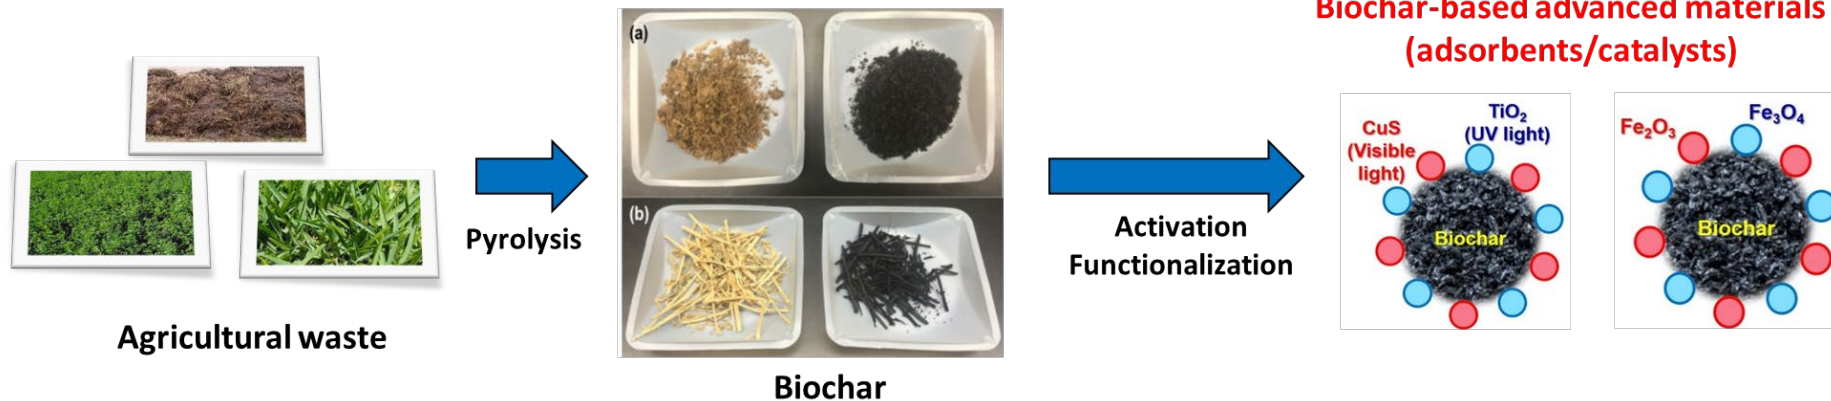 Agricultural waste
Pyrolysis
(a)
(b)
Biochar
Activation
Functionalization
Biochar-based advanced materials
(adsorbents/catalysts)
CuS
(Visible
light)
TiO₂
(UV light)
Biochar
Fe₂O₃
Fe₃O₄
Biochar